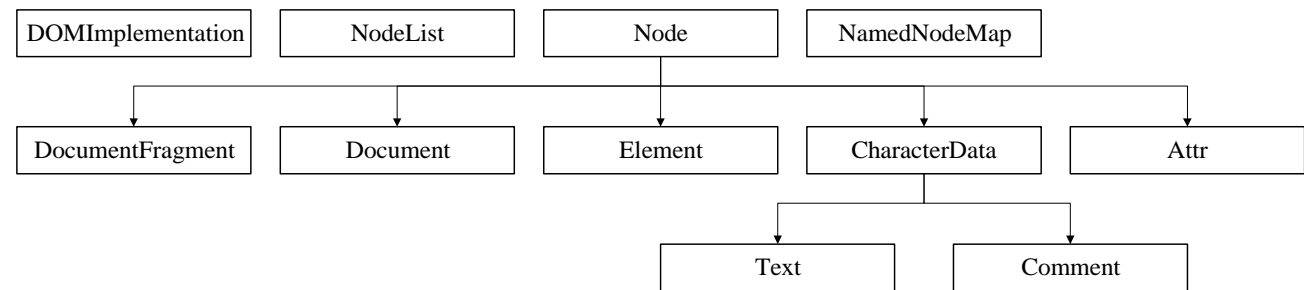 DOMImplementation
NodeList
Node
NamedNodeMap
DocumentFragment
Document
Element
CharacterData
Attr
Text
Comment